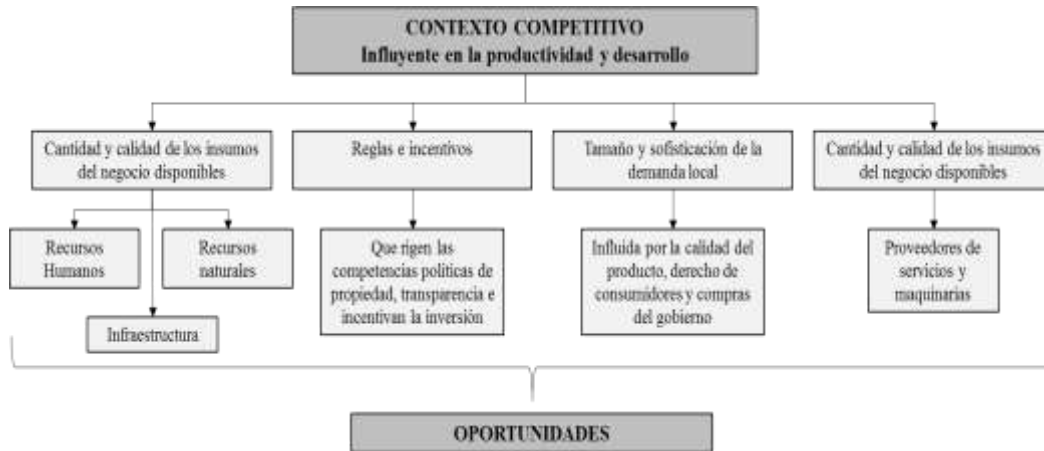 CONTEXTO COMPETITIVO
Influyente en la productividad y desarrollo
Cantidad y calidad de los insumos
del negocio disponibles
Reglas e incentivos
Tamaño y sofisticación de la
demanda local
Cantidad y calidad de los insumos
del negocio disponibles
Recursos
Humanos
Recursos
naturales
Infraestructura
Que rigen las
competencias políticas de
propiedad, transparencia e
incentivan la inversión
Influida por la calidad del
producto, derecho de
consumidores y compras
del gobierno
Proveedores de
servicios y
maquinarias
OPORTUNIDADES